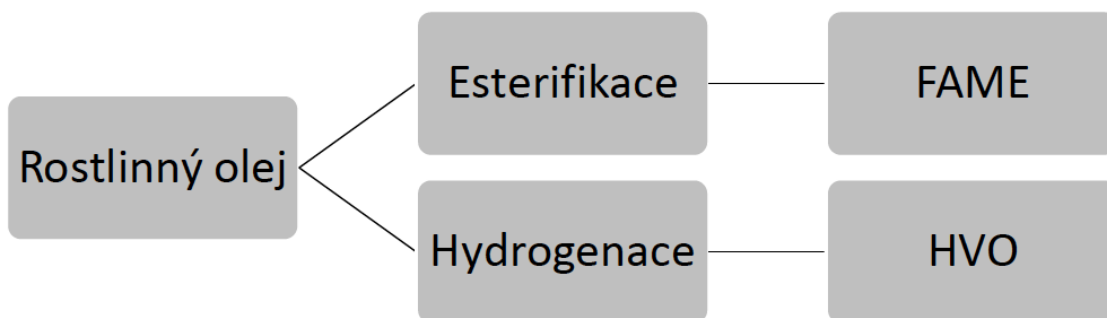 Rostlinný olej
Esterifikace
FAME
Hydrogenace
HVO